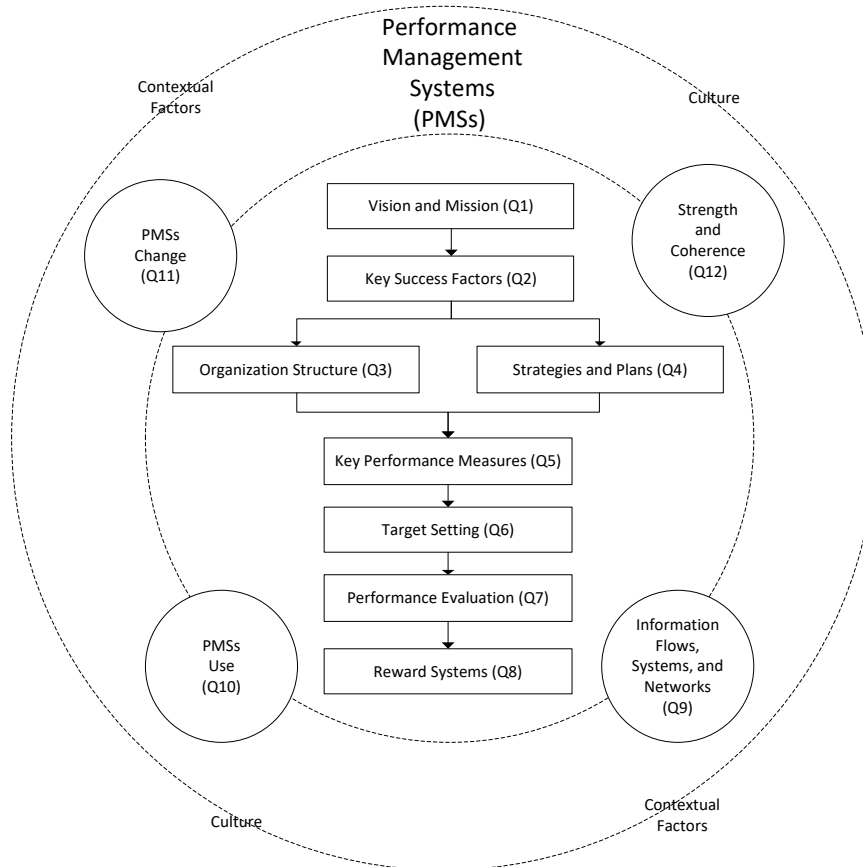 Performance
Management
Systems
(PMSs)
Contextual
Factors
Culture
Vision and Mission (Q1)
PMSs
Change
(Q11)
Strength
and
Coherence
(Q12)
Key Success Factors (Q2)
Organization Structure (Q3)
Strategies and Plans (Q4)
Key Performance Measures (Q5)
Target Setting (Q6)
Performance Evaluation (Q7)
PMSs
Use
(Q10)
Information
Flows,
Systems, and
Networks
(Q9)
Reward Systems (Q8)
Culture
Contextual
Factors